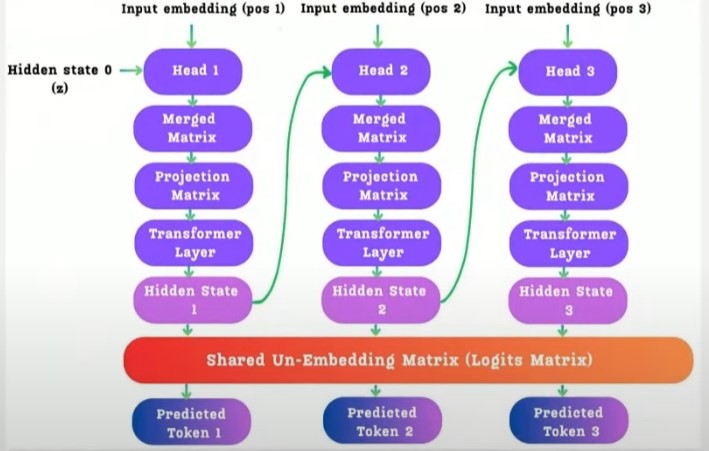 Input embedding (pos 1)
Input embedding (pos 2)
Input embedding (pos 3)
Hidden state 0
(z)
Head 1
Head 2
Head 3
Merged
Matrix
Merged
Matrix
Merged
Matrix
Projection
Matrix
Projection
Matrix
Projection
Matrix
Transformer
Layer
Transformer
Layer
Transformer
Layer
Hidden State
1
Hidden State
2
Hidden State
3
Shared Un-Embedding Matrix (Logits Matrix)
Predicted
Token 1
Predicted
Token 2
Predicted
Token 3